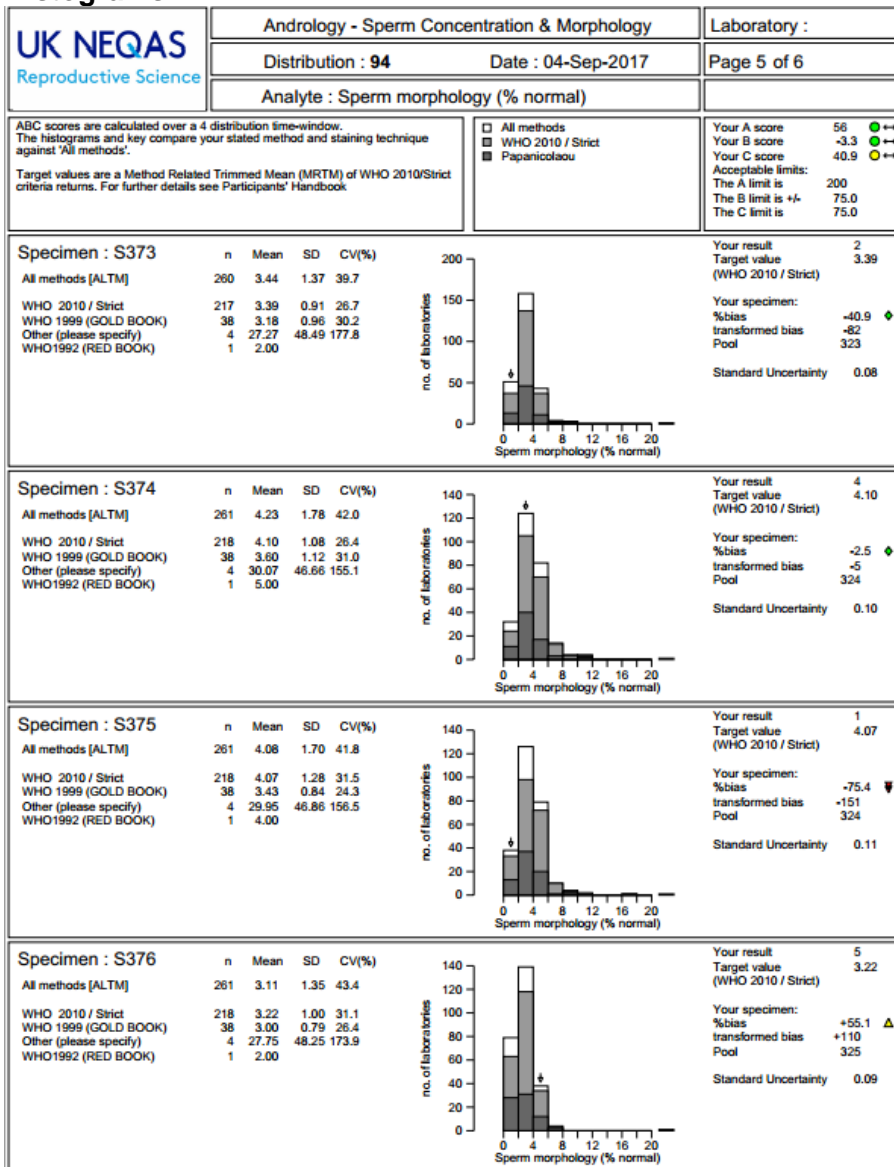 UK NEQAS
Reproductive Science
Andrology - Sperm Concentration & Morphology
Laboratory :
Distribution : 94 Date : 04-Sep-2017
Page 5 of 6
Analyte : Sperm morphology (% normal)
ABC scores are calculated over a 4 distribution time-window.
The histograms and key compare your stated method and staining technique
against 'All methods'.
Target values are a Method Related Trimmed Mean (MRTM) of WHO 2010/Strict
criteria returns. For further details see Participants' Handbook
All methods
WHO 2010 / Strict
Papanicolaou
Your A score 56
Your B score -3.3
Your C score 40.9
Acceptable limits:
The A limit is 200
The B limit is +/- 75.0
The C limit is 75.0
Specimen : S373 n Mean SD CV(%)
All methods [ALTM] 260 3.44 1.37 39.7
WHO 2010 / Strict 217 3.39 0.91 26.7
WHO 1999 (GOLD BOOK) 38 3.18 0.96 30.2
Other (please specify) 4 27.27 48.49 177.8
WHO1992 (RED BOOK) 1 2.00
no. of laboratories
200
150
100
50
0
0 4 8 12 16 20
Sperm morphology (% normal)
Your result 2
Target value 3.39
(WHO 2010 / Strict)
Your specimen:
%bias -40.9
transformed bias -82
Pool 323
Standard Uncertainty 0.08
Specimen : S374 n Mean SD CV(%)
All methods [ALTM] 261 4.23 1.78 42.0
WHO 2010 / Strict 218 4.10 1.08 26.4
WHO 1999 (GOLD BOOK) 38 3.60 1.12 31.0
Other (please specify) 4 30.07 46.66 155.1
WHO1992 (RED BOOK) 1 5.00
no. of laboratories
140
120
100
80
60
40
20
0
0 4 8 12 16 20
Sperm morphology (% normal)
Your result 4
Target value 4.10
(WHO 2010 / Strict)
Your specimen:
%bias -2.5
transformed bias -5
Pool 324
Standard Uncertainty 0.10
Specimen : S375 n Mean SD CV(%)
All methods [ALTM] 261 4.08 1.70 41.8
WHO 2010 / Strict 218 4.07 1.28 31.5
WHO 1999 (GOLD BOOK) 38 3.43 0.84 24.3
Other (please specify) 4 29.95 46.86 156.5
WHO1992 (RED BOOK) 1 4.00
no. of laboratories
140
120
100
80
60
40
20
0
0 4 8 12 16 20
Sperm morphology (% normal)
Your result 1
Target value 4.07
(WHO 2010 / Strict)
Your specimen:
%bias -75.4
transformed bias -151
Pool 324
Standard Uncertainty 0.11
Specimen : S376 n Mean SD CV(%)
All methods [ALTM] 261 3.11 1.35 43.4
WHO 2010 / Strict 218 3.22 1.00 31.1
WHO 1999 (GOLD BOOK) 38 3.00 0.79 26.4
Other (please specify) 4 27.75 48.25 173.9
WHO1992 (RED BOOK) 1 2.00
no. of laboratories
140
120
100
80
60
40
20
0
0 4 8 12 16 20
Sperm morphology (% normal)
Your result 5
Target value 3.22
(WHO 2010 / Strict)
Your specimen:
%bias +55.1
transformed bias +110
Pool 325
Standard Uncertainty 0.09